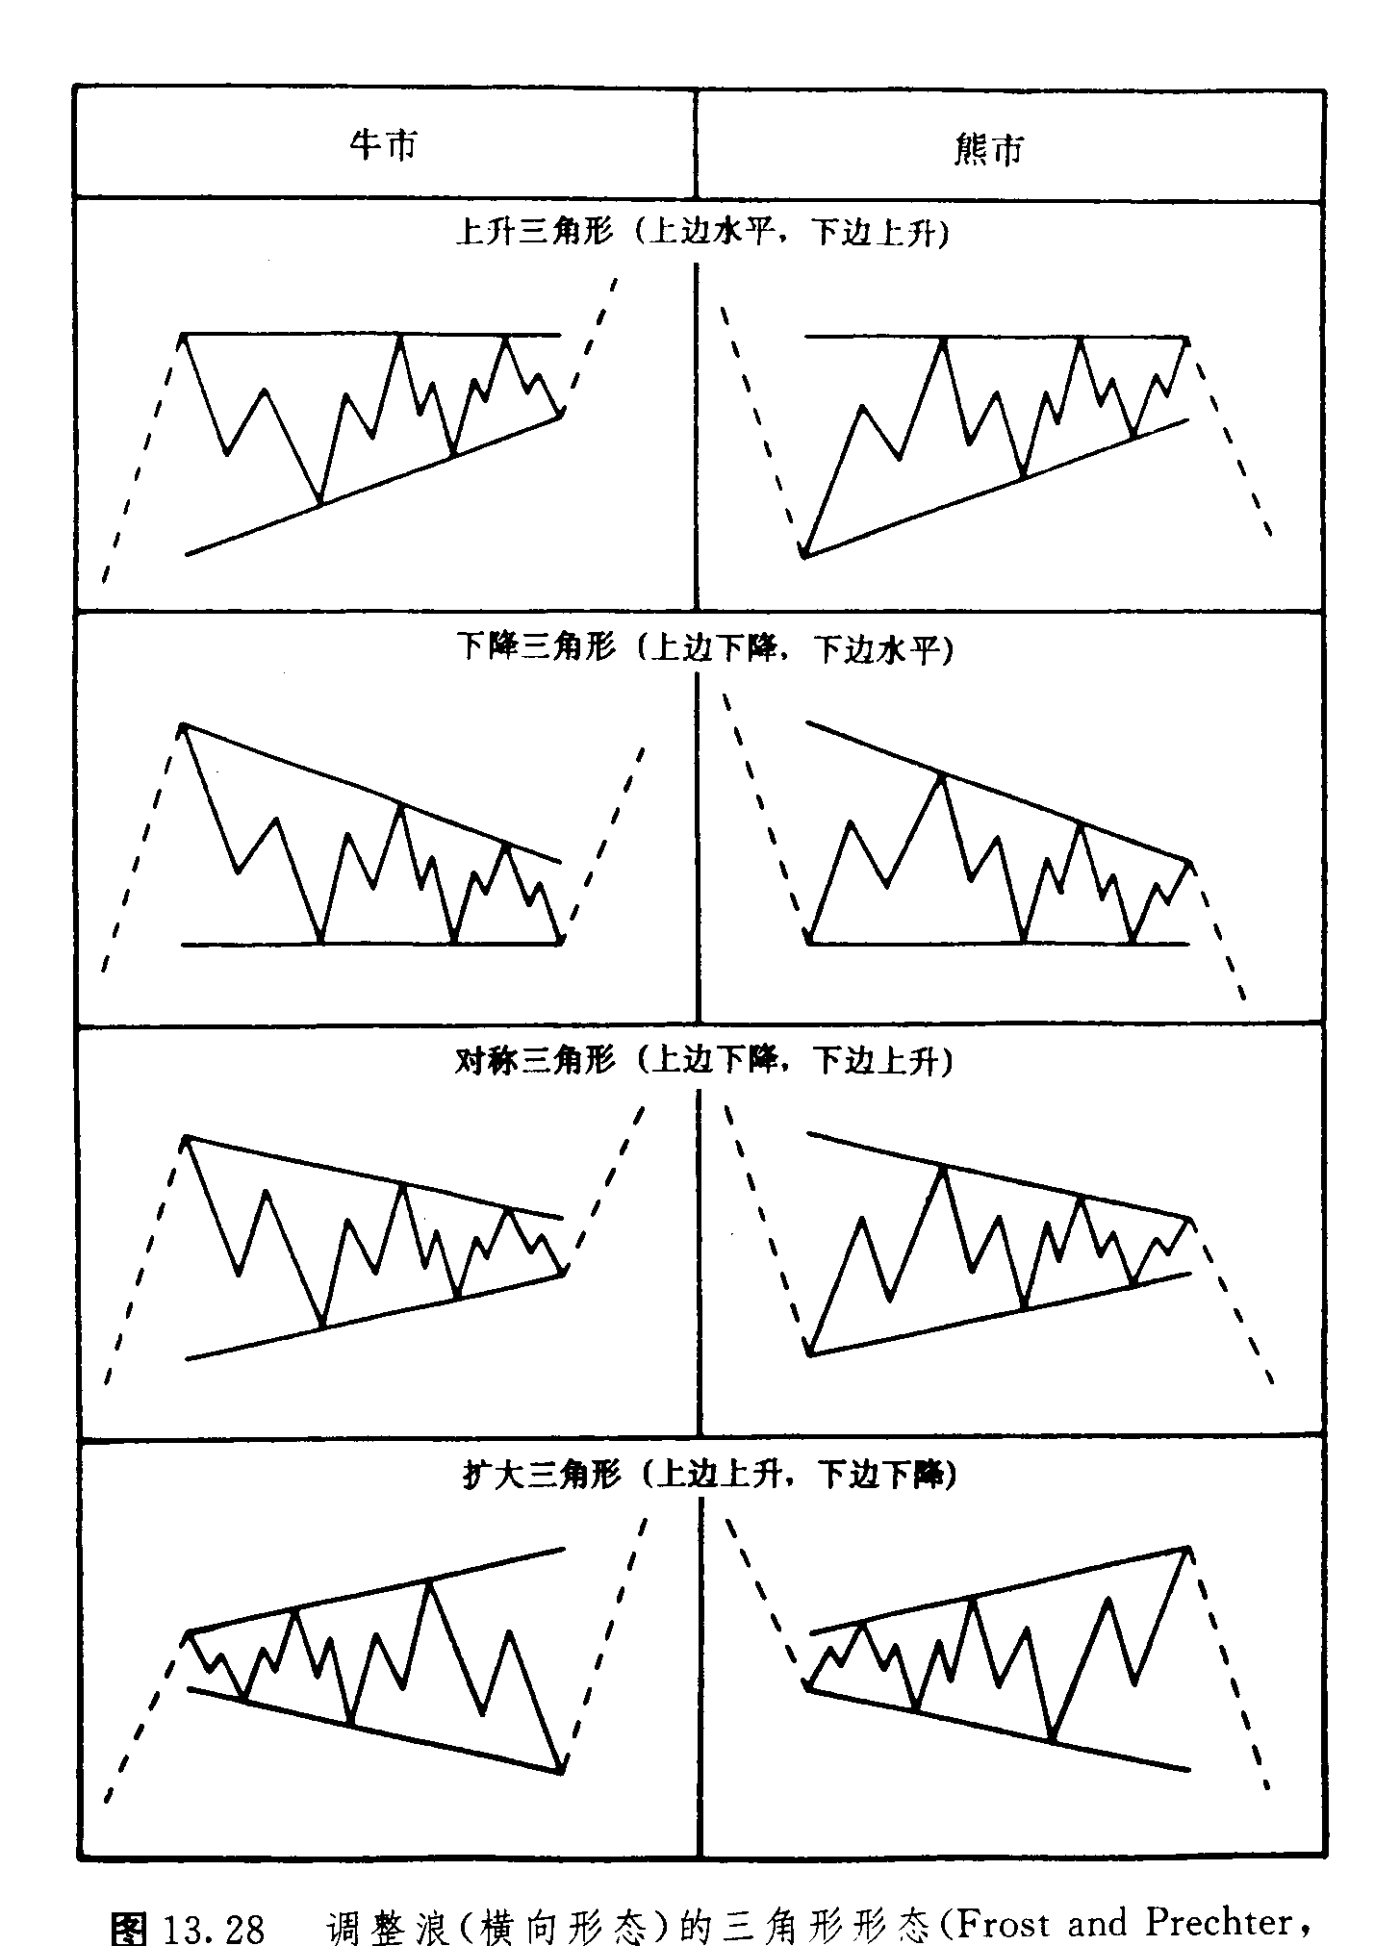 牛市
熊市
上升三角形 (上边水平, 下边上升)
下降三角形 (上边下降, 下边水平)
对称三角形 (上边下降, 下边上升)
扩大三角形 (上边上升, 下边下降)
图 13.28 调整浪(横向形态)的三角形形态(Frost and Prechter,